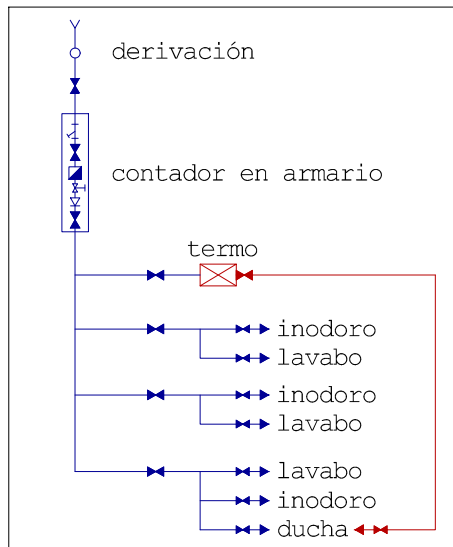 derivación
contador en armario
termo
inodoro
lavabo
inodoro
lavabo
lavabo
inodoro
ducha